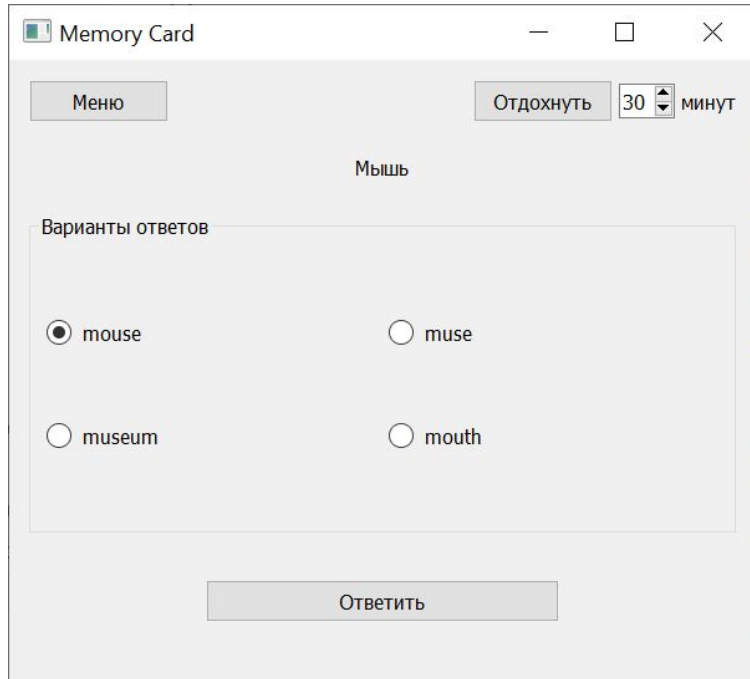 Memory Card
Меню Отдохнуть 30 минут
Мышь
Варианты ответов
mouse muse
museum mouth
Ответить